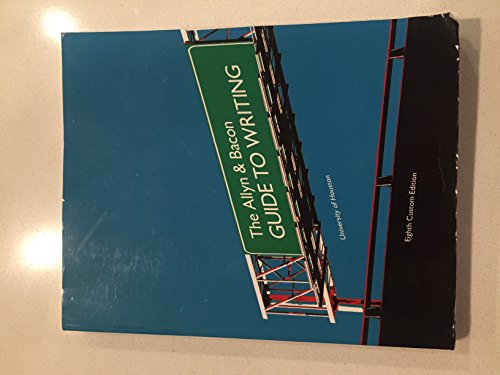 The Allyn & Bacon
GUIDE TO WRITING
University of Houston
Eighth Custom Edition